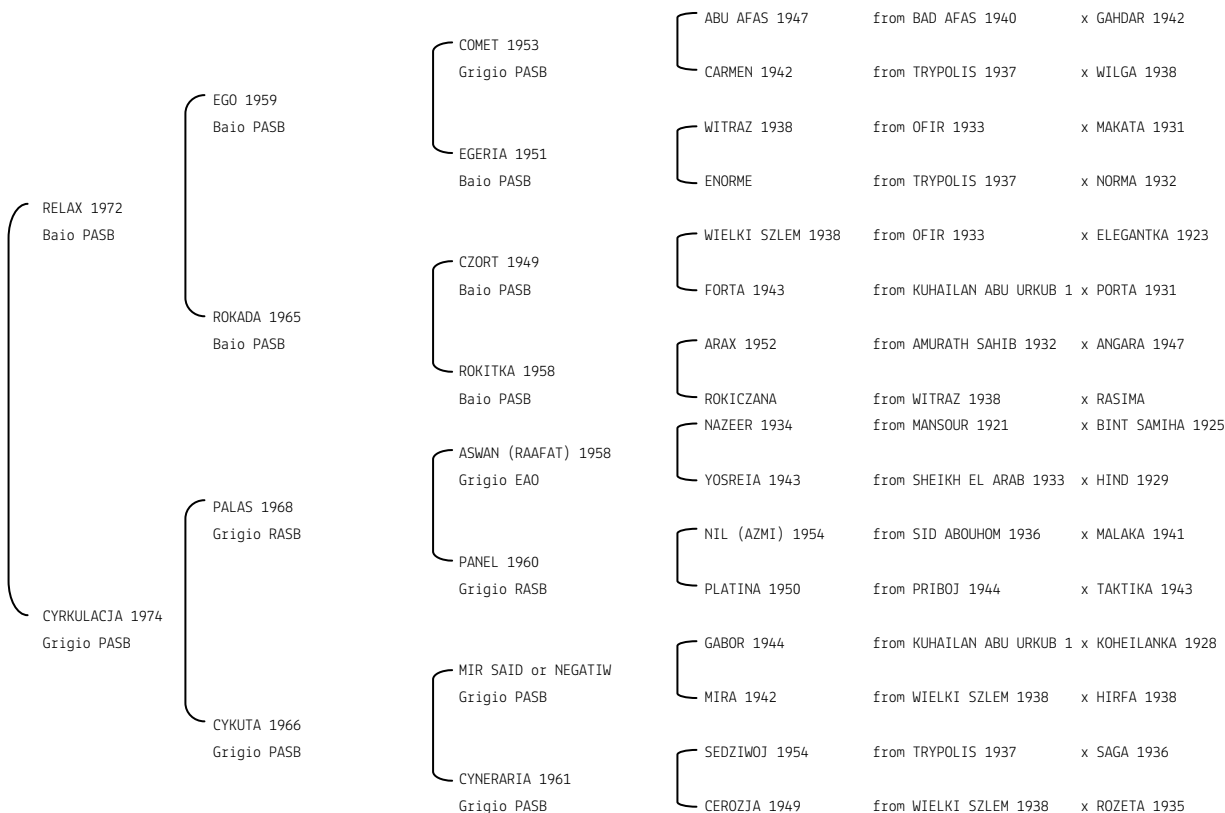 ABU AFAS 1947 from BAD AFAS 1940 x GAHDAR 1942
COMET 1953
Grigio PASB
CARMEN 1942 from TRYPOLIS 1937 x WILGA 1938
EGO 1959
Baio PASB
WITRAZ 1938 from OFIR 1933 x MAKATA 1931
EGERIA 1951
Baio PASB
ENORME from TRYPOLIS 1937 x NORMA 1932
RELAX 1972
Baio PASB
WIELKI SZLEM 1938 from OFIR 1933 x ELEGANTKA 1923
CZORT 1949
Baio PASB
FORTA 1943 from KUHAILAN ABU URKUB 1 x PORTA 1931
ROKADA 1965
Baio PASB
ARAX 1952 from AMURATH SAHIB 1932 x ANGARA 1947
ROKITKA 1958
Baio PASB
ROKICZANA from WITRAZ 1938 x RASIMA
NAZEER 1934 from MANSOUR 1921 x BINT SAMIHA 1925
ASWAN (RAAFAT) 1958
Grigio EAO
YOSREIA 1943 from SHEIKH EL ARAB 1933 x HIND 1929
PALAS 1968
Grigio RASB
NIL (AZMI) 1954 from SID ABOUHOM 1936 x MALAKA 1941
PANEL 1960
Grigio RASB
PLATINA 1950 from PRIBOJ 1944 x TAKTIKA 1943
CYRKULACJA 1974
Grigio PASB
GABOR 1944 from KUHAILAN ABU URKUB 1 x KOHEILANKA 1928
MIR SAID or NEGATIW
Grigio PASB
MIRA 1942 from WIELKI SZLEM 1938 x HIRFA 1938
CYKUTA 1966
Grigio PASB
SEDZIWOJ 1954 from TRYPOLIS 1937 x SAGA 1936
CYNERARIA 1961
Grigio PASB
CEROZJA 1949 from WIELKI SZLEM 1938 x ROZETA 1935